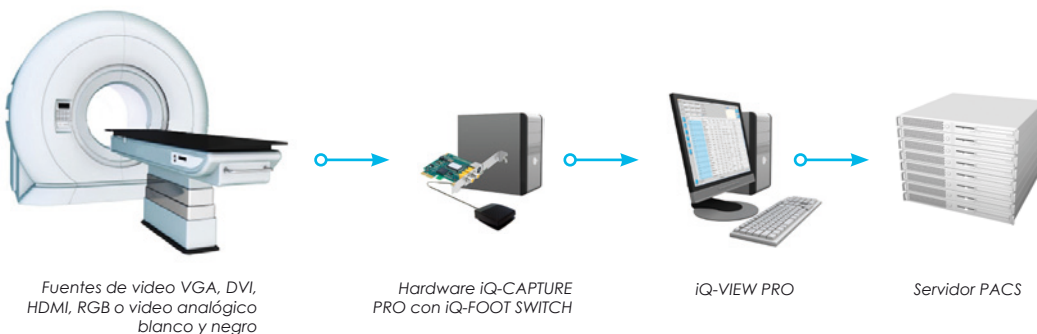 Fuentes de video VGA, DVI,
HDMI, RGB o video analógico
blanco y negro
Hardware iQ-CAPTURE
PRO con iQ-FOOT SWITCH
iQ-VIEW PRO
Servidor PACS